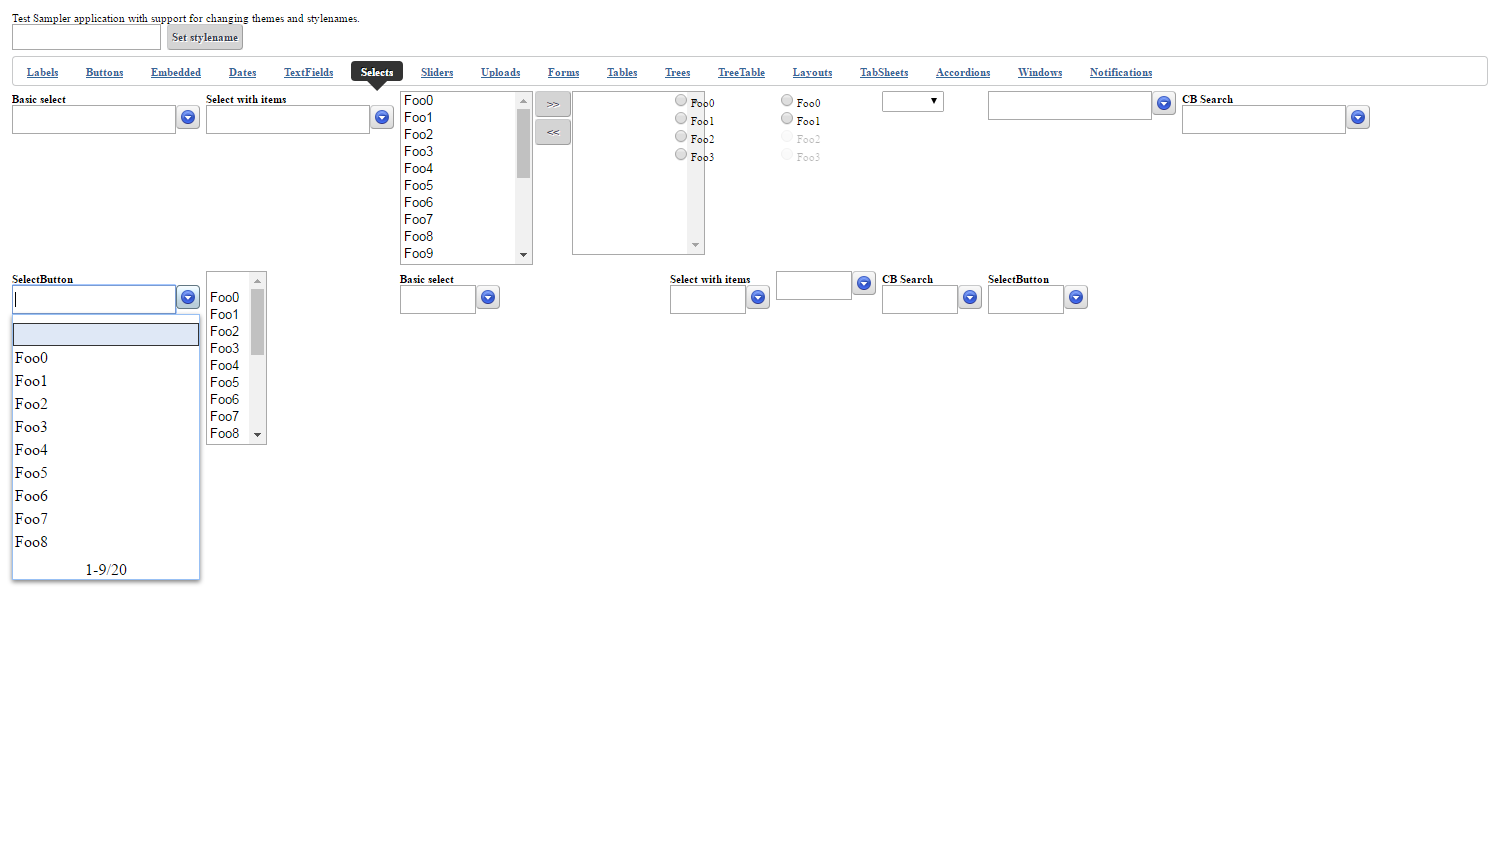 Test Sampler application with support for changing themes and stylenames.
Set stylename
Labels Buttons Embedded Dates TextFields Selects Sliders Uploads Forms Tables Trees TreeTable Layouts TabSheets Accordions Windows Notifications
Basic select
Select with items
Foo0
Foo1
Foo2
Foo3
Foo4
Foo5
Foo6
Foo7
Foo8
Foo9
>>
<<
Foo0
Foo1
Foo2
Foo3
Foo0
Foo1
Foo2
Foo3
CB Search
SelectButton
Foo0
Foo1
Foo2
Foo3
Foo4
Foo5
Foo6
Foo7
Foo8
1-9/20
Foo0
Foo1
Foo2
Foo3
Foo4
Foo5
Foo6
Foo7
Foo8
Basic select
Select with items
CB Search
SelectButton